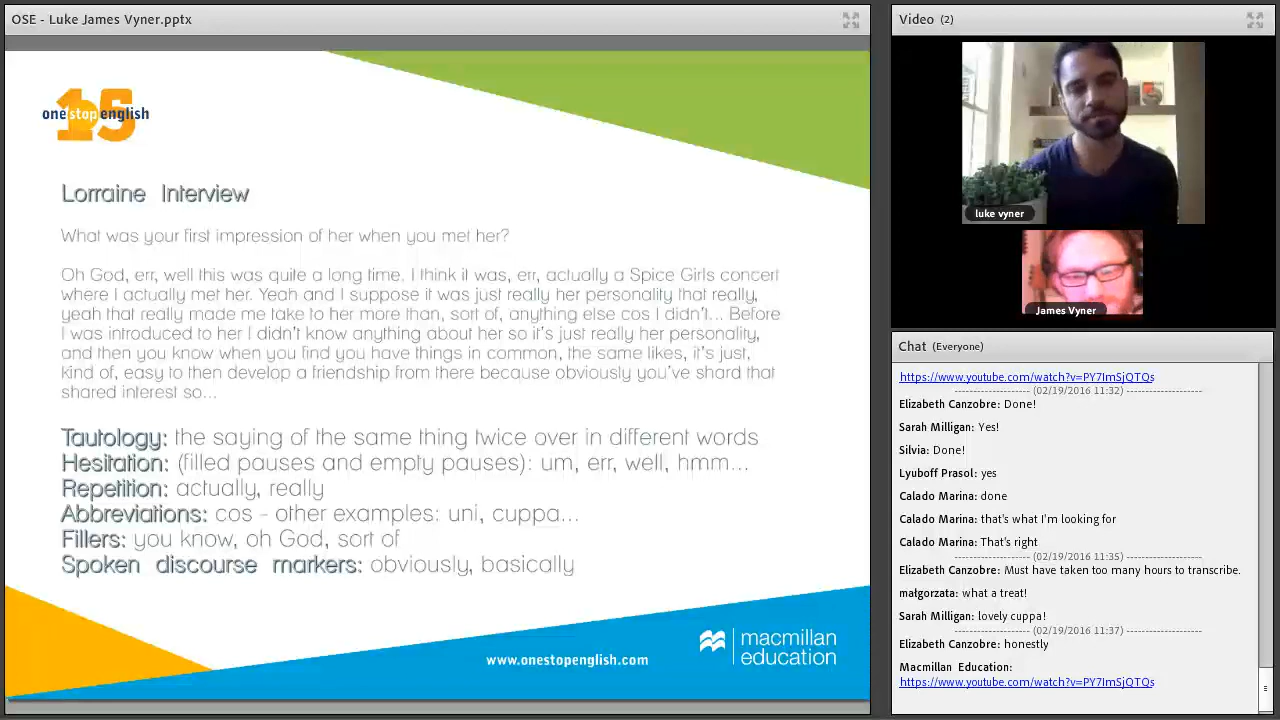 OSE - Luke James Vyner.pptx
15
one stop english
Lorraine Interview
What was your first impression of her when you met her?
Oh God, err, well this was quite a long time. I think it was, err, actually a Spice Girls concert
where I actually met her. Yeah and I suppose it was just really her personality that really,
yeah that really made me take to her more than, sort of, anything else cos I didn't... Before
I was introduced to her I didn't know anything about her so it's just really her personality,
and then you know when you find you have things in common, the same likes, it's just,
kind of, easy to then develop a friendship from there because obviously you've shard that
shared interest so...
Tautology: the saying of the same thing twice over in different words
Hesitation: (filled pauses and empty pauses): um, err, well, hmm...
Repetition: actually, really
Abbreviations: cos – other examples: uni, cuppa...
Fillers: you know, oh God, sort of
Spoken discourse markers: obviously, basically
www.onestopenglish.com
macmillan
education
Video (2)
luke vyner
James Vyner
Chat (Everyone)
https://www.youtube.com/watch?v=PY7ImSjQTQs
------------------- (02/19/2016 11:32) -------------------
Elizabeth Canzobre: Done!
Sarah Milligan: Yes!
Silvia: Done!
Lyuboff Prasol: yes
Calado Marina: done
Calado Marina: that's what I'm looking for
Calado Marina: That's right
------------------- (02/19/2016 11:35) -------------------
Elizabeth Canzobre: Must have taken too many hours to transcribe.
małgorzata: what a treat!
Sarah Milligan: lovely cuppa!
------------------- (02/19/2016 11:37) -------------------
Elizabeth Canzobre: honestly
Macmillan Education:
https://www.youtube.com/watch?v=PY7ImSjQTQs